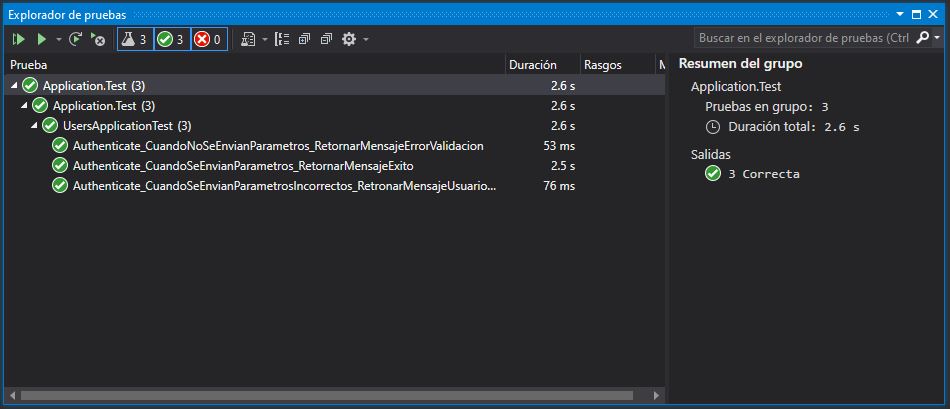 Explorador de pruebas
3 3 0
Buscar en el explorador de pruebas (Ctrl
Prueba Duración Rasgos M
Application.Test (3) 2.6 s
Application.Test (3) 2.6 s
UsersApplicationTest (3) 2.6 s
Authenticate_CuandoNoSeEnvianParametros_RetornarMensajeErrorValidacion 53 ms
Authenticate_CuandoSeEnvianParametros_RetornarMensajeExito 2.5 s
Authenticate_CuandoSeEnvianParametrosIncorrectos_RetronarMensajeUsuario... 76 ms
Resumen del grupo
Application.Test
Pruebas en grupo: 3
Duración total: 2.6 s
Salidas
3 Correcta